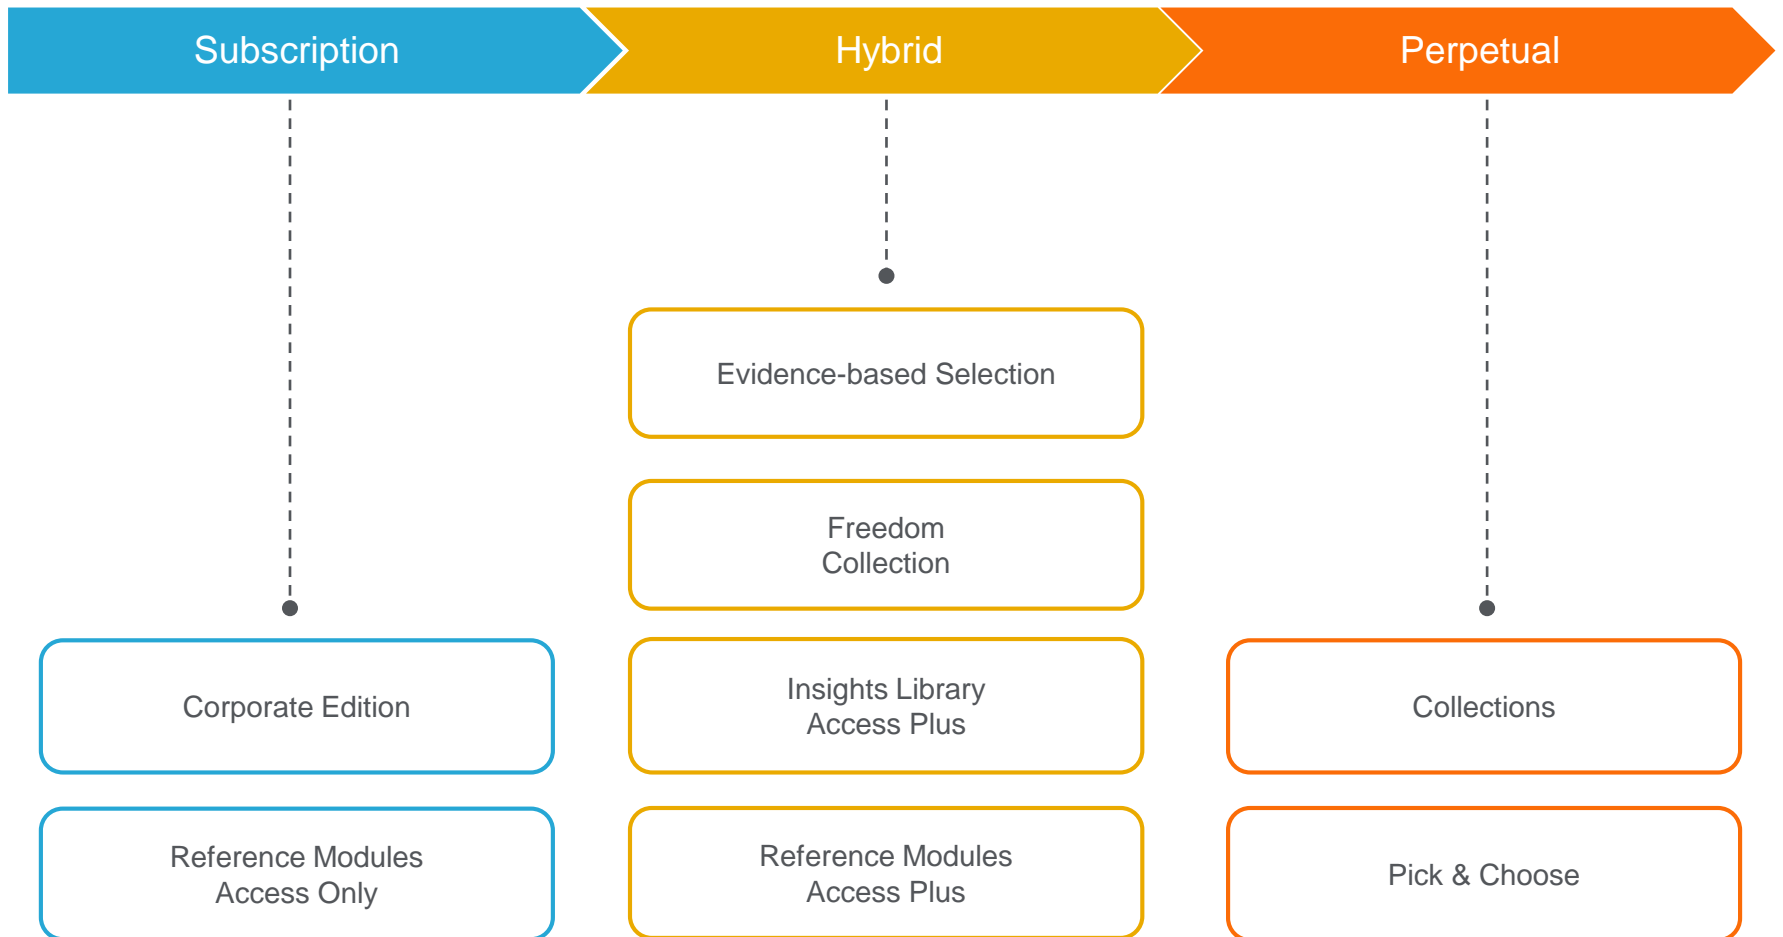 Subscription
Hybrid
Perpetual
Evidence-based Selection
Freedom
Collection
Corporate Edition
Insights Library
Access Plus
Collections
Reference Modules
Access Only
Reference Modules
Access Plus
Pick & Choose